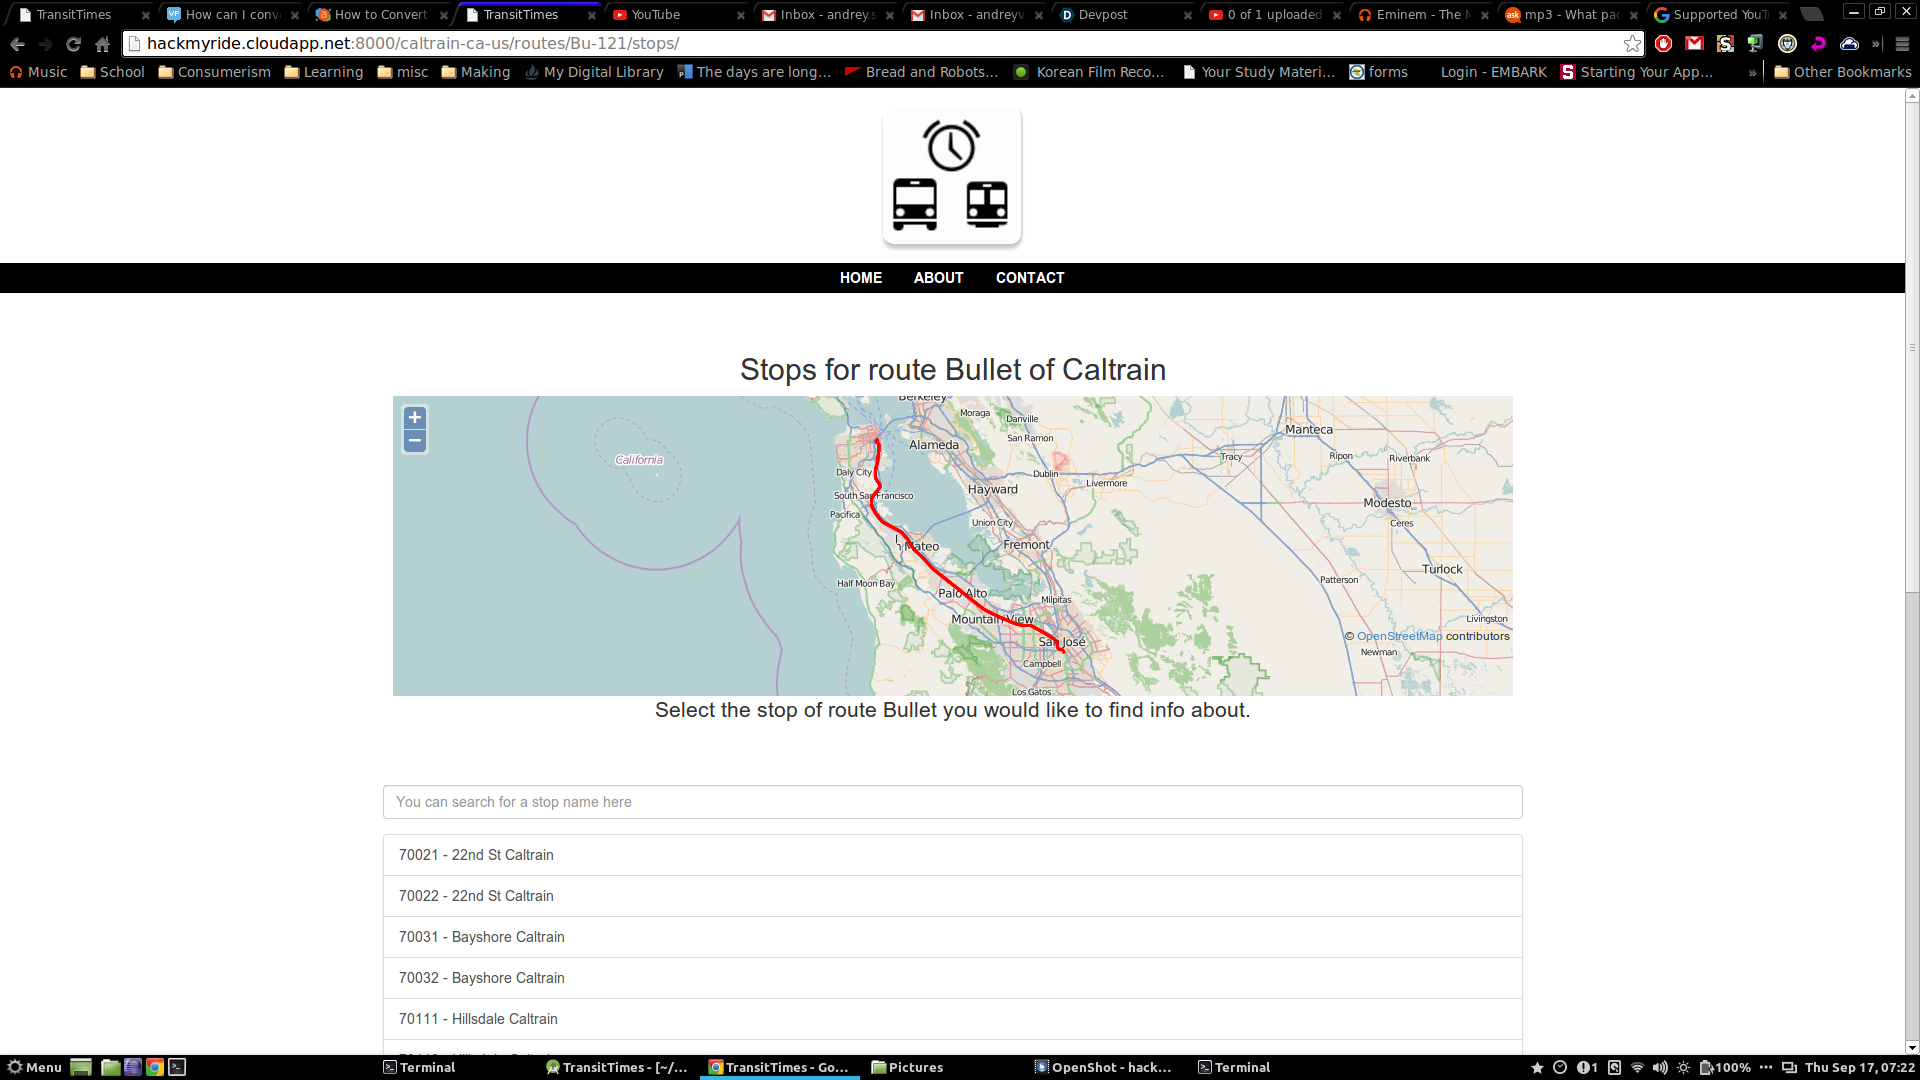 TransitTimes
How can I conv
How to Convert
TransitTimes
YouTube
Inbox - andrey.s
Inbox - andreyv
Devpost
0 of 1 uploaded
Eminem - The M
mp3 - What pac
Supported YouT
hackmyride.cloudapp.net:8000/caltrain-ca-us/routes/Bu-121/stops/
Music
School
Consumerism
Learning
misc
Making
My Digital Library
The days are long...
Bread and Robots...
Korean Film Reco...
Your Study Materi...
forms
Login - EMBARK
Starting Your App...
»
Other Bookmarks
HOME
ABOUT
CONTACT
Stops for route Bullet of Caltrain
+
−
California
Berkeley
Moraga
Danville
San Ramon
Alameda
Daly City
South San Francisco
Pacifica
Hayward
Dublin
Livermore
Tracy
Manteca
Ripon
Riverbank
Modesto
Ceres
Union City
Fremont
Mateo
Half Moon Bay
Palo Alto
Milpitas
Mountain View
San José
Campbell
Los Gatos
Patterson
Turlock
Livingston
© OpenStreetMap contributors
Newman
Select the stop of route Bullet you would like to find info about.
You can search for a stop name here
70021 - 22nd St Caltrain
70022 - 22nd St Caltrain
70031 - Bayshore Caltrain
70032 - Bayshore Caltrain
70111 - Hillsdale Caltrain
Menu
Terminal
TransitTimes - [~/...
TransitTimes - Go...
Pictures
OpenShot - hack...
Terminal
1
100%
Thu Sep 17, 07:22